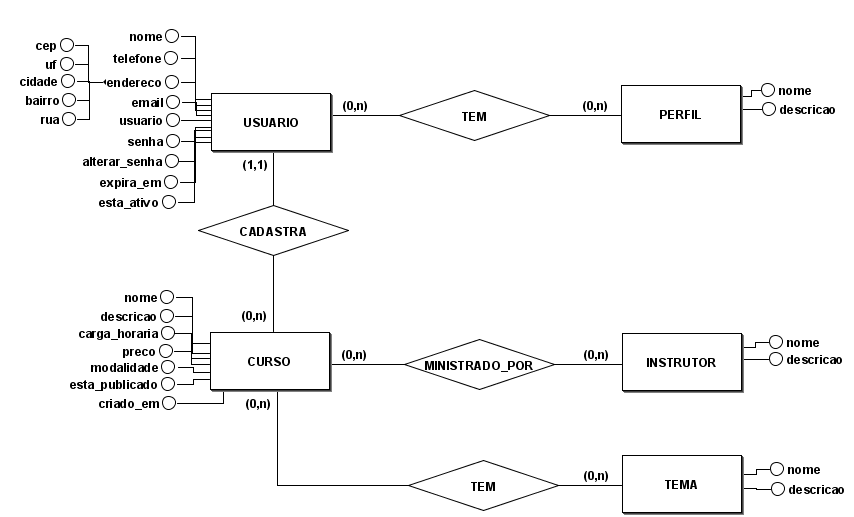 nome
cep
telefone
uf
cidade
endereco
nome
bairro
email
(0,n)
(0,n)
descricao
rua
usuario
USUARIO
TEM
PERFIL
senha
alterar_senha
(1,1)
expira_em
esta_ativo
CADASTRA
nome
descricao
(0,n)
carga_horaria
nome
preco
(0,n)
(0,n)
descricao
modalidade
CURSO
MINISTRADO_POR
INSTRUTOR
esta_publicado
criado_em
(0,n)
nome
(0,n)
TEM
TEMA
descricao